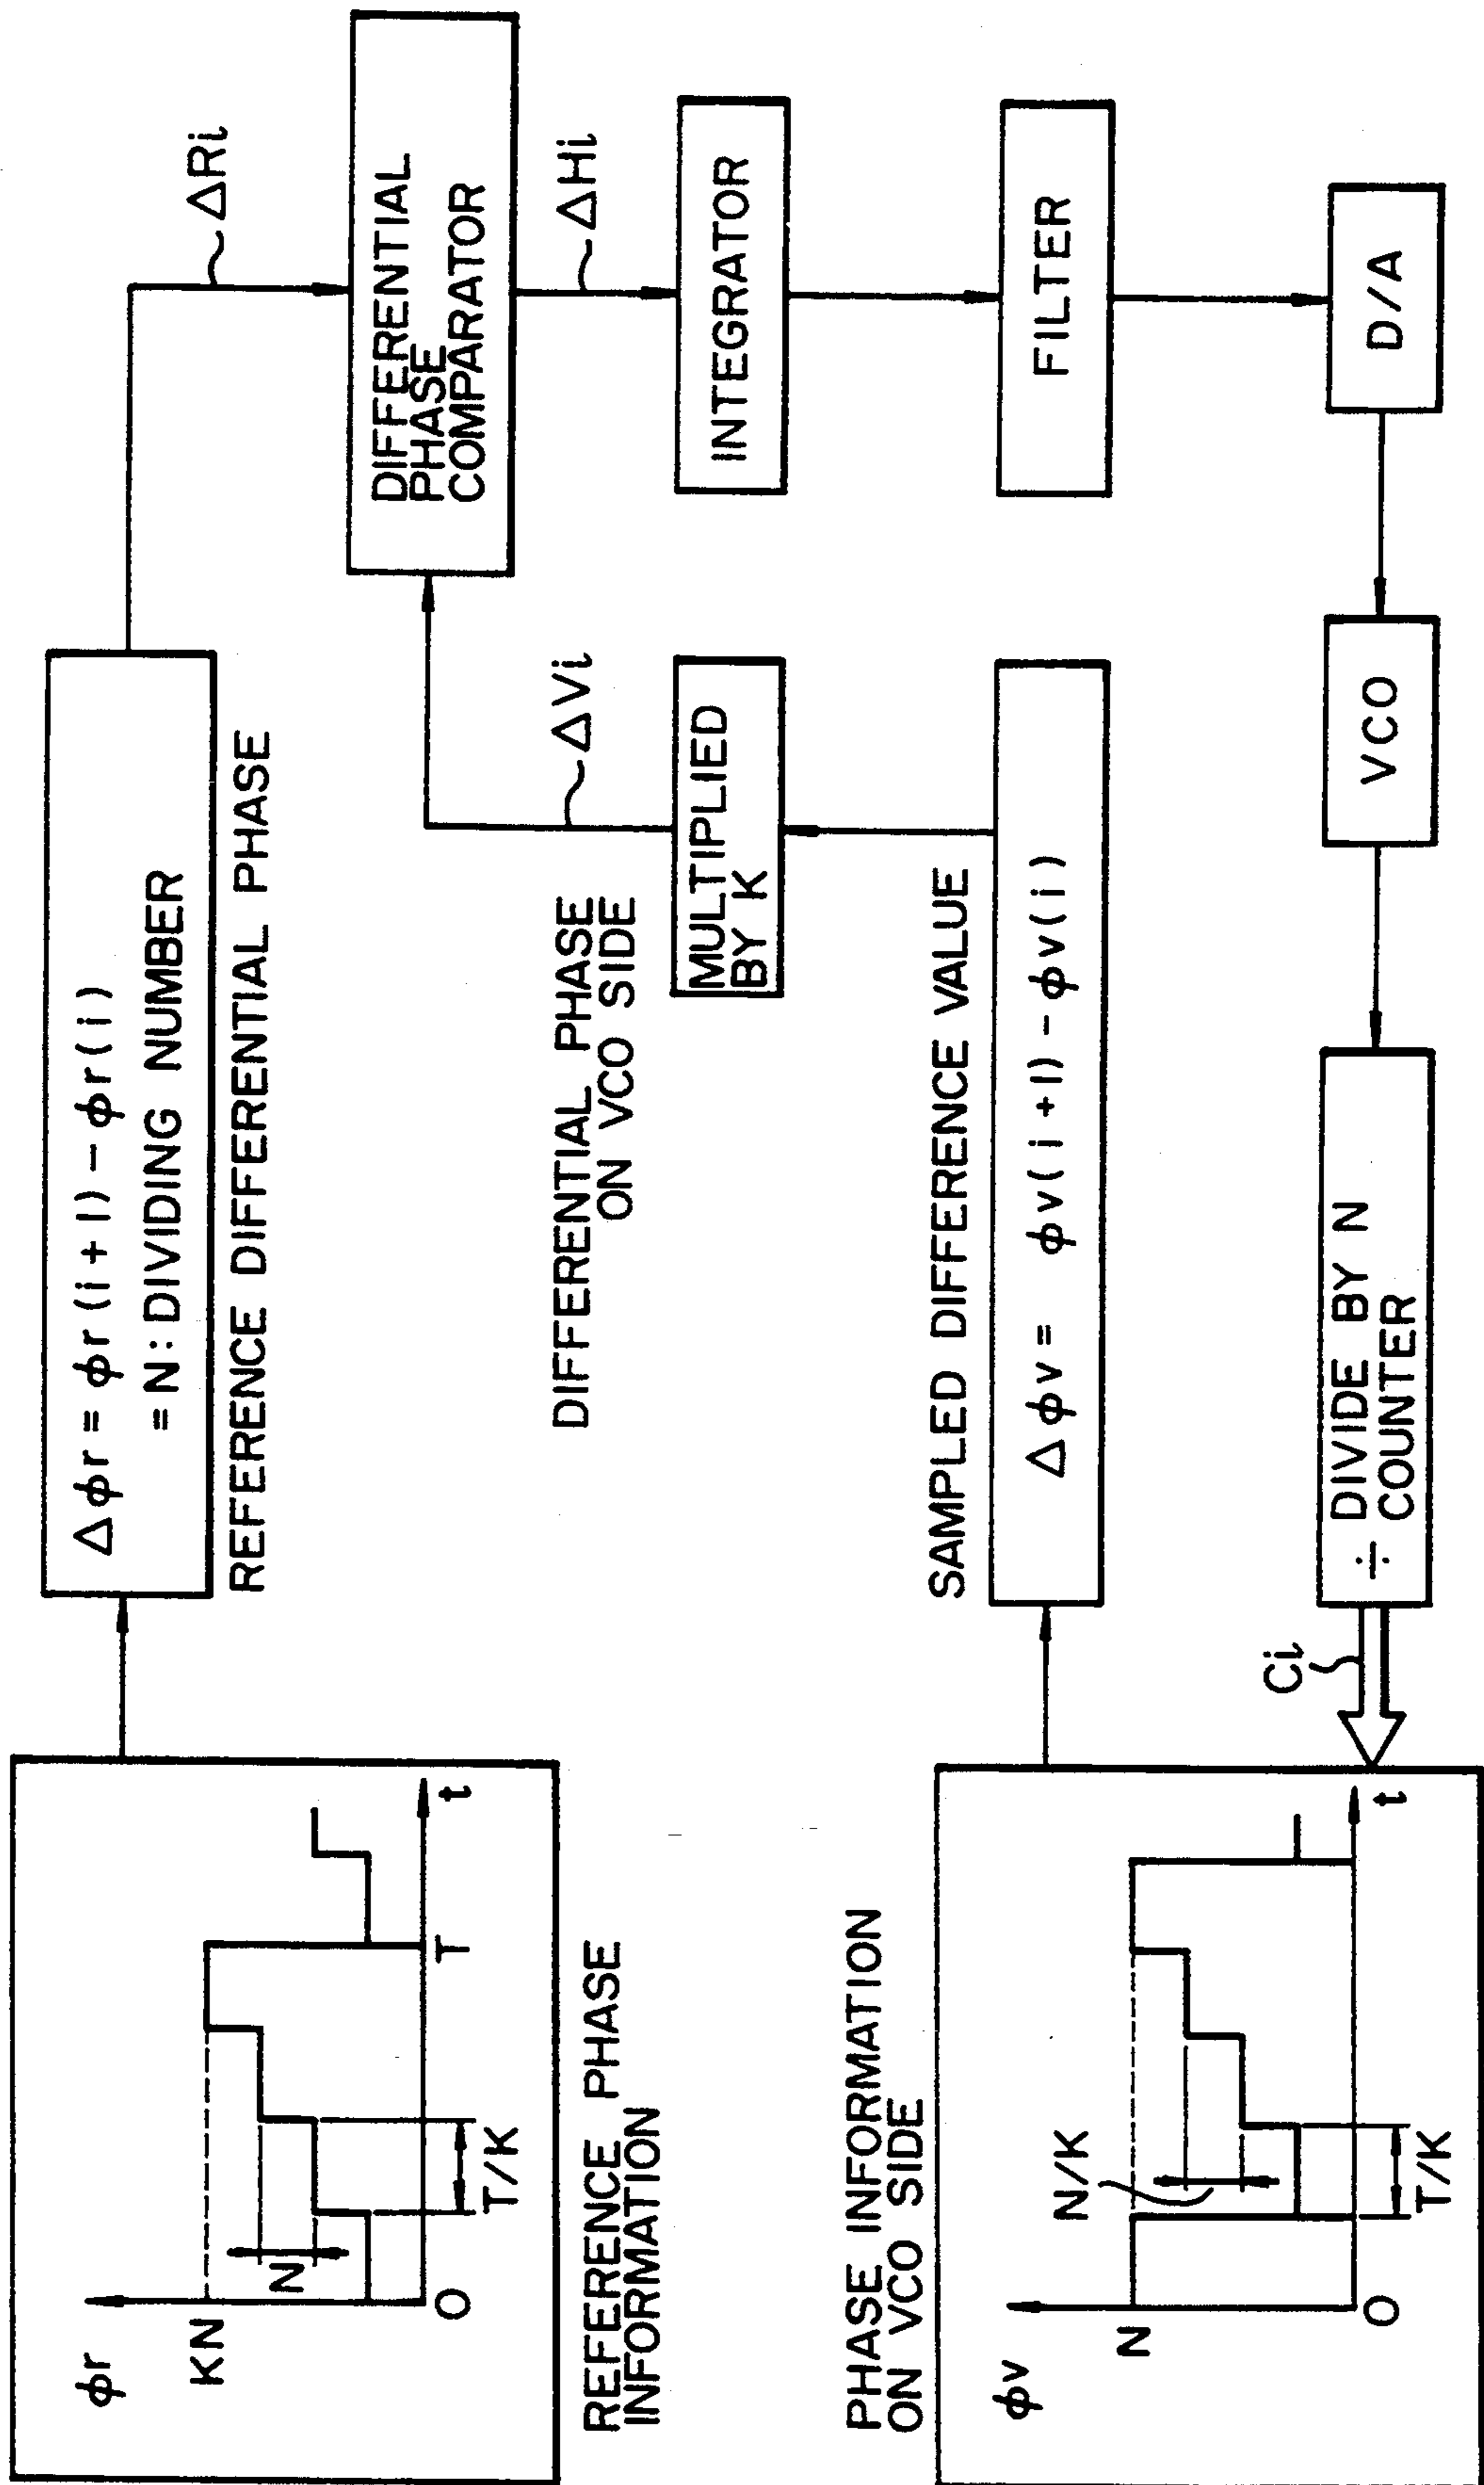 ϕr
KN
N
T/K
O
T
t
REFERENCE PHASE
INFORMATION
Δϕr = ϕr (i+1) − ϕr(i)
= N: DIVIDING NUMBER
REFERENCE DIFFERENTIAL PHASE
ΔRi
DIFFERENTIAL
PHASE
COMPARATOR
ΔHi
INTEGRATOR
FILTER
D/A
VCO
÷ DIVIDE BY N
COUNTER
Ci
PHASE INFORMATION
ON VCO SIDE
ϕv
N
N/K
T/K
O
t
SAMPLED DIFFERENCE VALUE
Δϕv = ϕv(i+1) − ϕv(i)
MULTIPLIED
BY K
DIFFERENTIAL PHASE
ON VCO SIDE
ΔVi